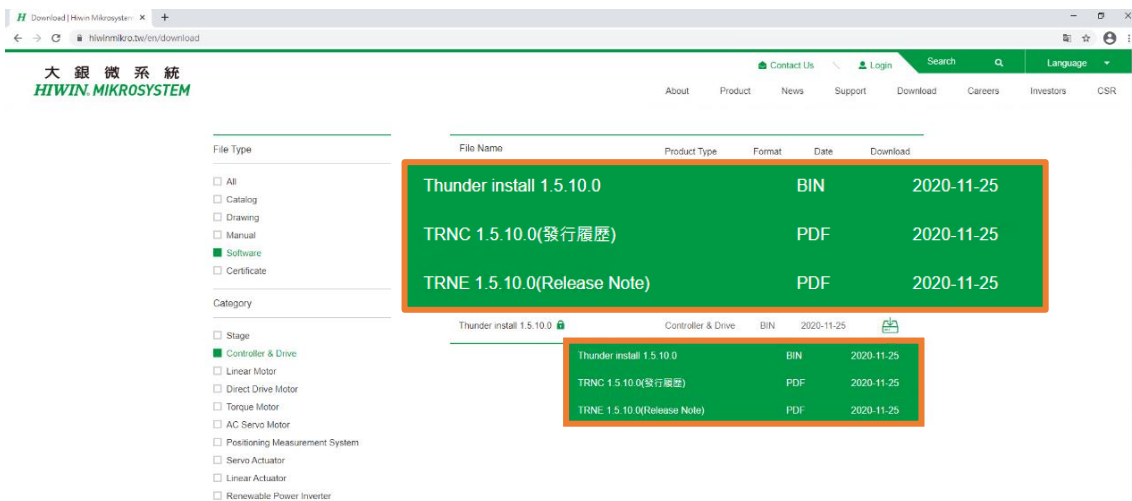 Download | Hiwin Mikrosystem
hiwinmikro.tw/en/download
大銀微系統
HIWIN. MIKROSYSTEM
Contact Us
Login
Search
Language
About Product News Support Download Careers Investors CSR
File Type
All
Catalog
Drawing
Manual
Software
Certificate
Category
Stage
Controller & Drive
Linear Motor
Direct Drive Motor
Torque Motor
AC Servo Motor
Positioning Measurement System
Servo Actuator
Linear Actuator
Renewable Power Inverter
File Name Product Type Format Date Download
Thunder install 1.5.10.0 BIN 2020-11-25
TRNC 1.5.10.0(發行履歷) PDF 2020-11-25
TRNE 1.5.10.0(Release Note) PDF 2020-11-25
Thunder install 1.5.10.0 Controller & Drive BIN 2020-11-25
Thunder install 1.5.10.0 BIN 2020-11-25
TRNC 1.5.10.0(發行履歷) PDF 2020-11-25
TRNE 1.5.10.0(Release Note) PDF 2020-11-25